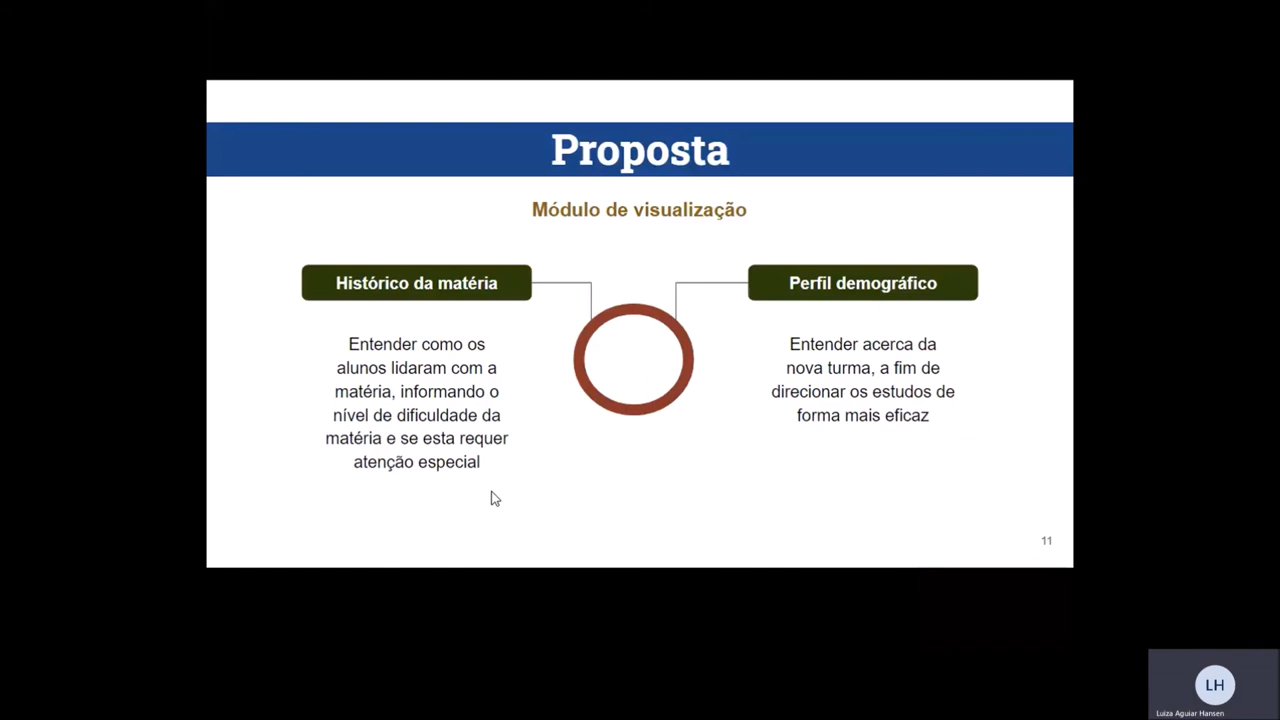 Proposta
Módulo de visualização
Histórico da matéria
Entender como os
alunos lidaram com a
matéria, informando o
nível de dificuldade da
matéria e se esta requer
atenção especial
Perfil demográfico
Entender acerca da
nova turma, a fim de
direcionar os estudos de
forma mais eficaz
11
LH
Luiza Aguiar Hansen